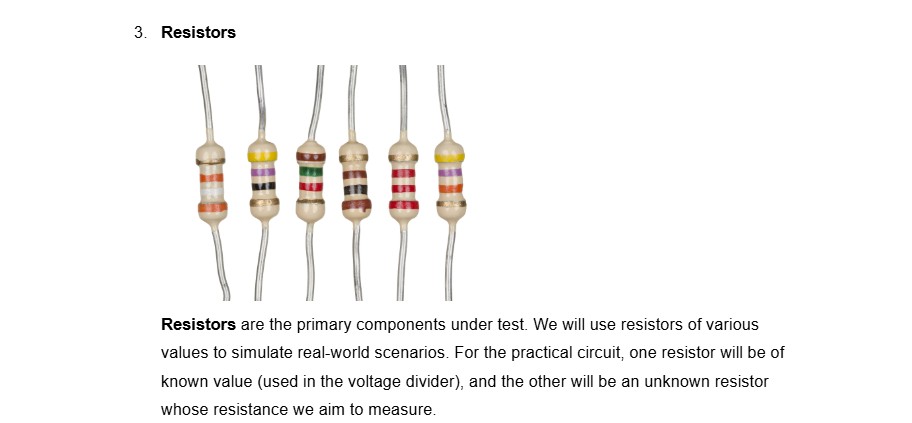 3. Resistors
Resistors are the primary components under test. We will use resistors of various
values to simulate real-world scenarios. For the practical circuit, one resistor will be of
known value (used in the voltage divider), and the other will be an unknown resistor
whose resistance we aim to measure.